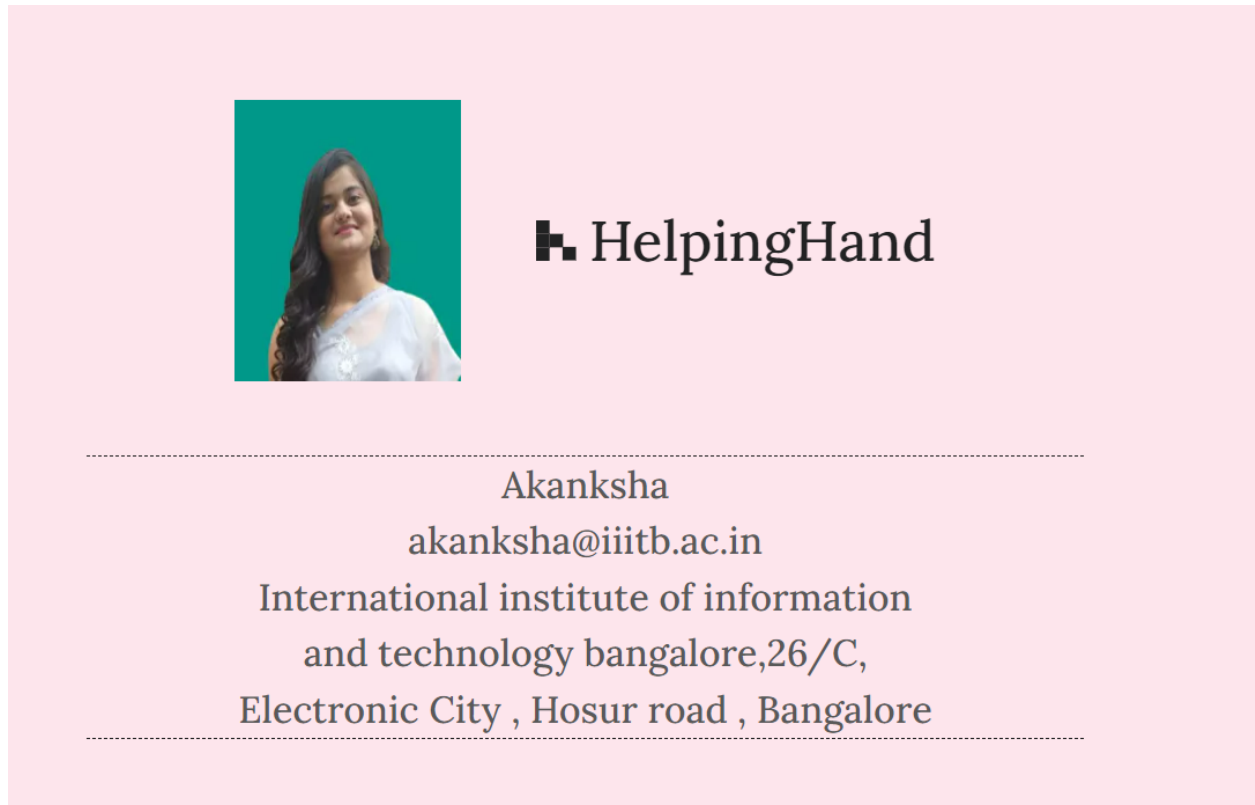 HelpingHand
Akanksha
akanksha@iiitb.ac.in
International institute of information
and technology bangalore,26/C,
Electronic City , Hosur road , Bangalore